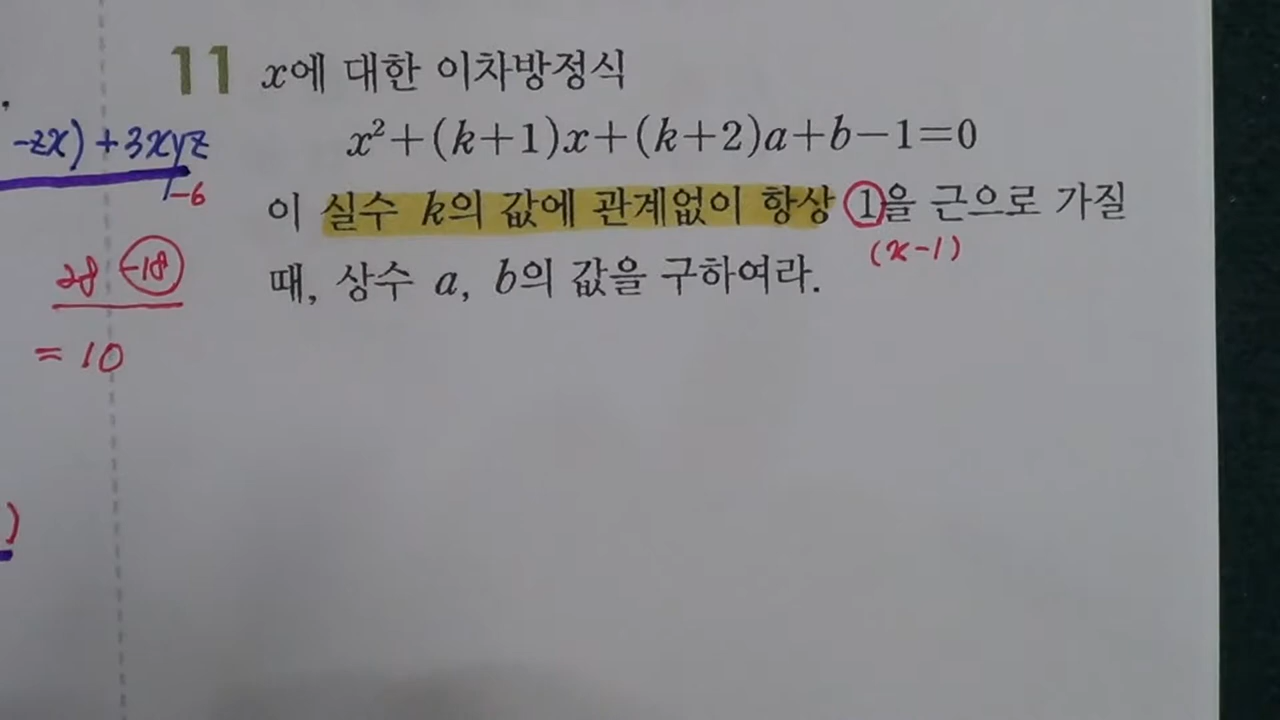 -zx) + 3xyz
-6
28 -18
= 10
)
11 x에 대한 이차방정식
x²+(k+1)x+(k+2)a+b-1=0
이 실수 k의 값에 관계없이 항상 1을 근으로 가질
(x-1)
때, 상수 a, b의 값을 구하여라.